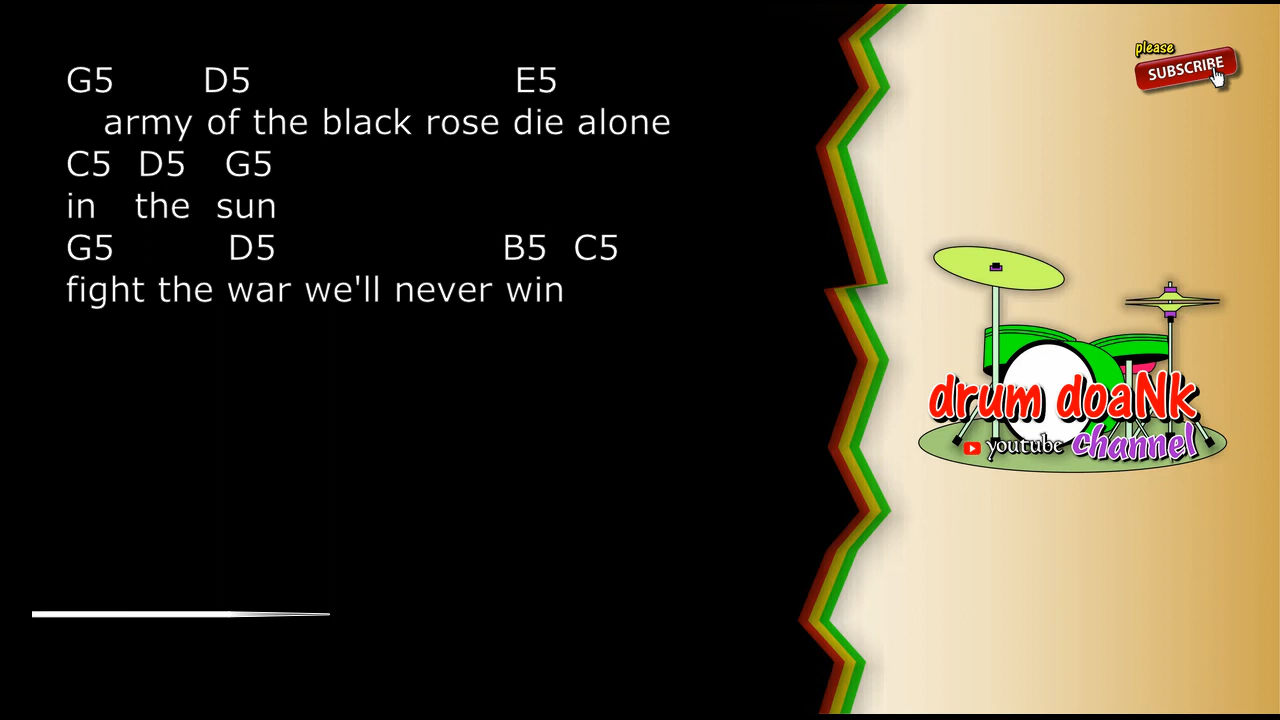 G5 D5 E5
army of the black rose die alone
C5 D5 G5
in the sun
G5 D5 B5 C5
fight the war we'll never win
please
SUBSCRIBE
drum doaNk
youtube channel